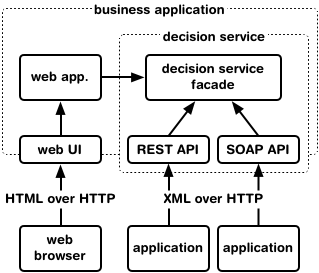 business application
decision service
web app.
decision service
facade
web UI
REST API
SOAP API
HTML over HTTP
XML over HTTP
web
browser
application
application